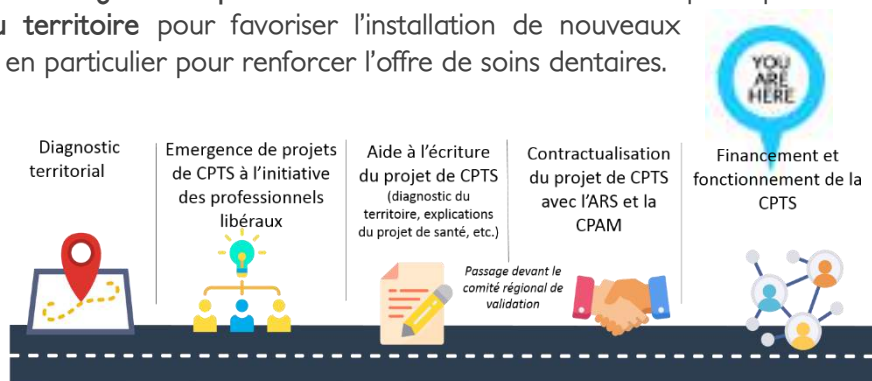 u territoire pour favoriser l'installation de nouveaux
en particulier pour renforcer l'offre de soins dentaires.
YOU
ARE
HERE
Diagnostic
territorial
Emergence de projets
de CPTS à l'initiative
des professionnels
libéraux
Aide à l'écriture
du projet de CPTS
(diagnostic du
territoire, explications
du projet de santé, etc.)
Contractualisation
du projet de CPTS
avec l'ARS et la
CPAM
Passage devant le
comité régional de
validation
Financement et
fonctionnement de la
CPTS